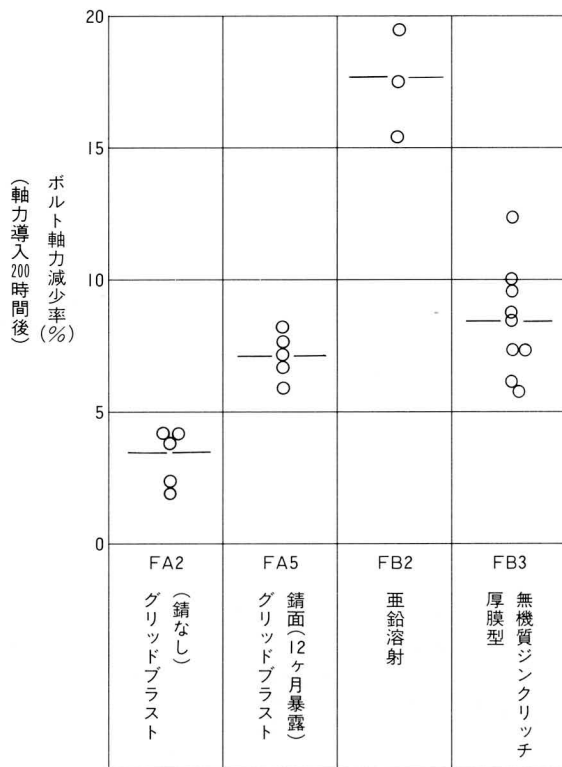 ボルト軸力減少率(%)
(軸力導入200時間後)
20
15
10
5
0
FA2
グリッドブラスト
(錆なし)
FA5
グリッドブラスト
錆面(12ヶ月暴露)
FB2
亜鉛溶射
FB3
無機質ジンクリッチ
厚膜型